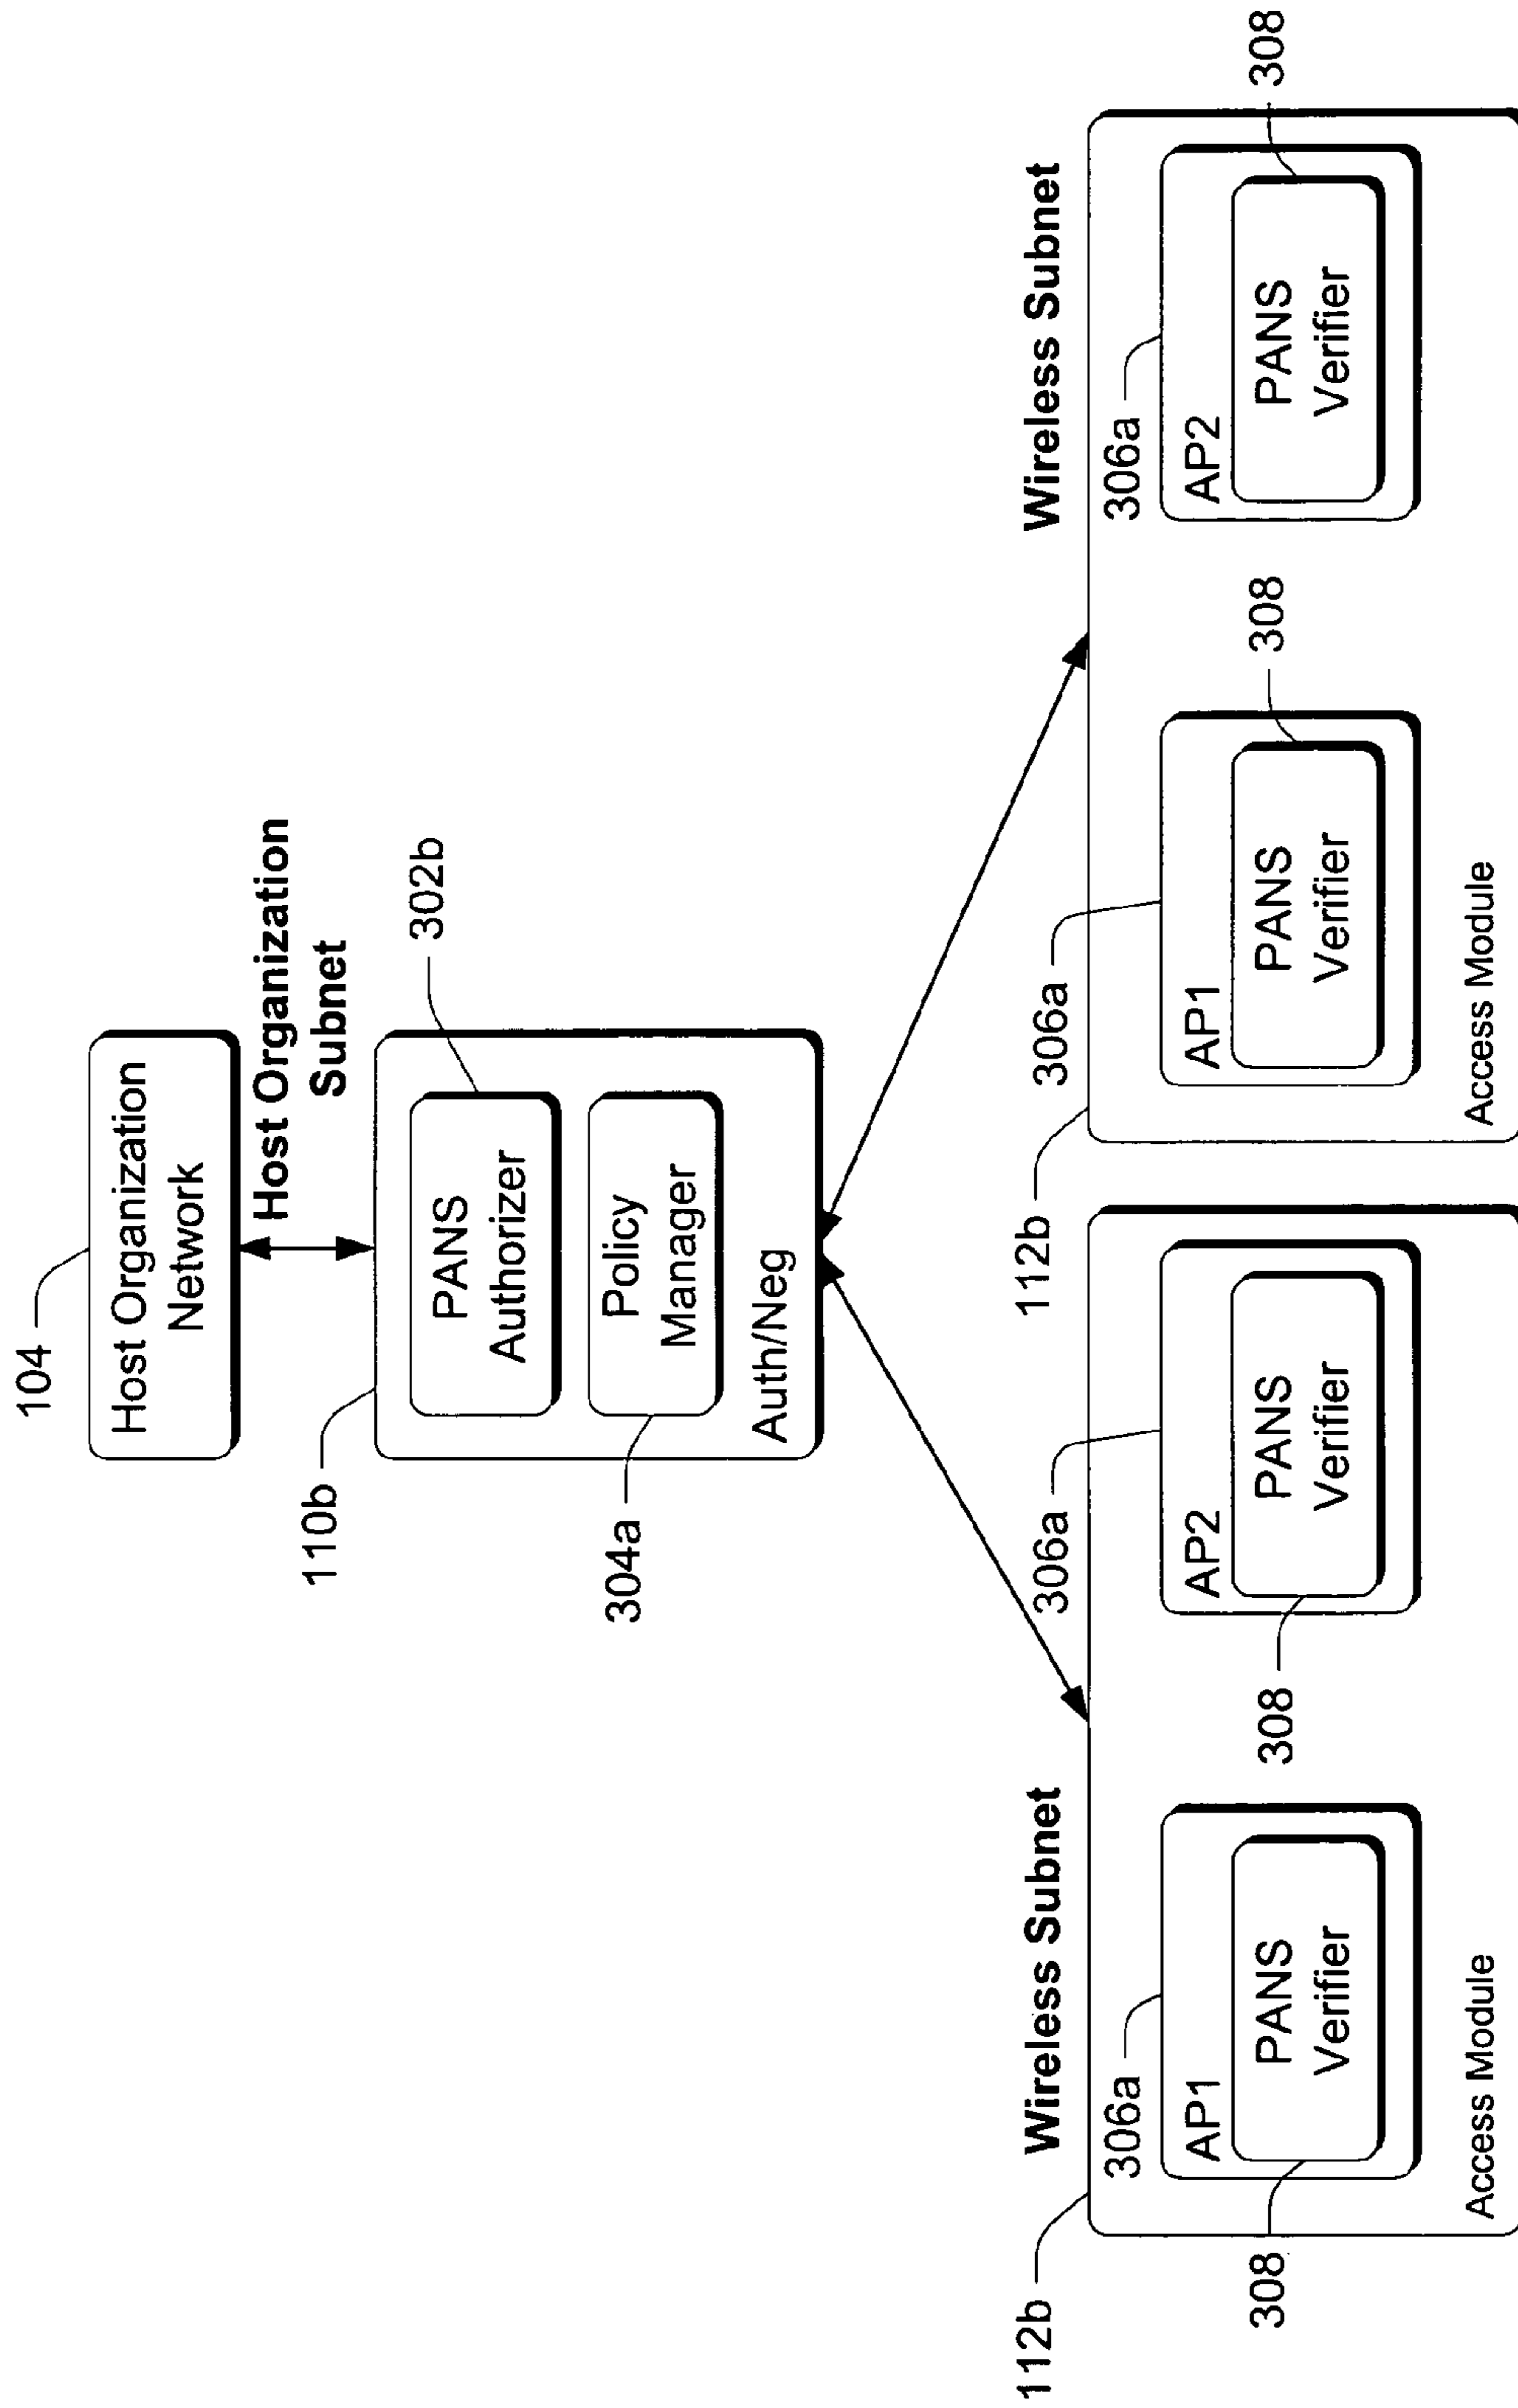 104
Host Organization
Network
Host Organization
Subnet
110b
302b
PANS
Authorizer
304a
Policy
Manager
Auth/Neg
Wireless Subnet
112b
306a
AP1
PANS
Verifier
308
306a
AP2
PANS
Verifier
308
Access Module
Wireless Subnet
112b
306a
AP1
PANS
Verifier
308
306a
AP2
PANS
Verifier
308
Access Module